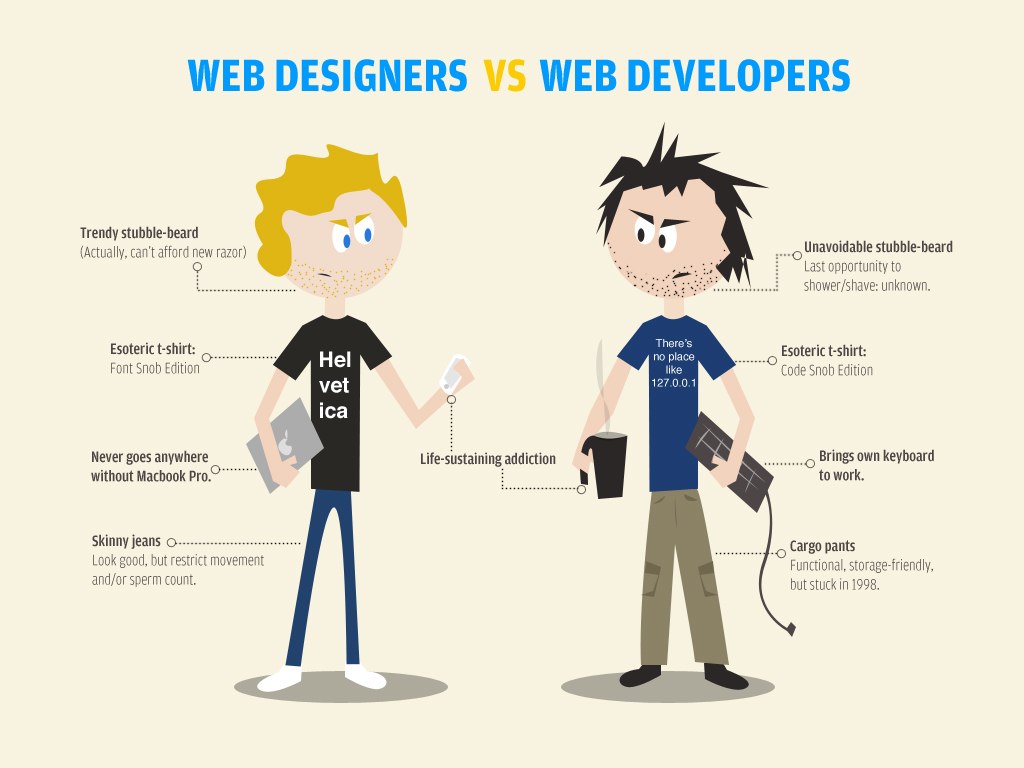 WEB DESIGNERS VS WEB DEVELOPERS
Trendy stubble-beard
(Actually, can't afford new razor)
Esoteric t-shirt:
Font Snob Edition
Never goes anywhere
without Macbook Pro.
Skinny jeans
Look good, but restrict movement
and/or sperm count.
Hel
vet
ica
Life-sustaining addiction
There's
no place
like
127.0.0.1
Unavoidable stubble-beard
Last opportunity to
shower/shave: unknown.
Esoteric t-shirt:
Code Snob Edition
Brings own keyboard
to work.
Cargo pants
Functional, storage-friendly,
but stuck in 1998.